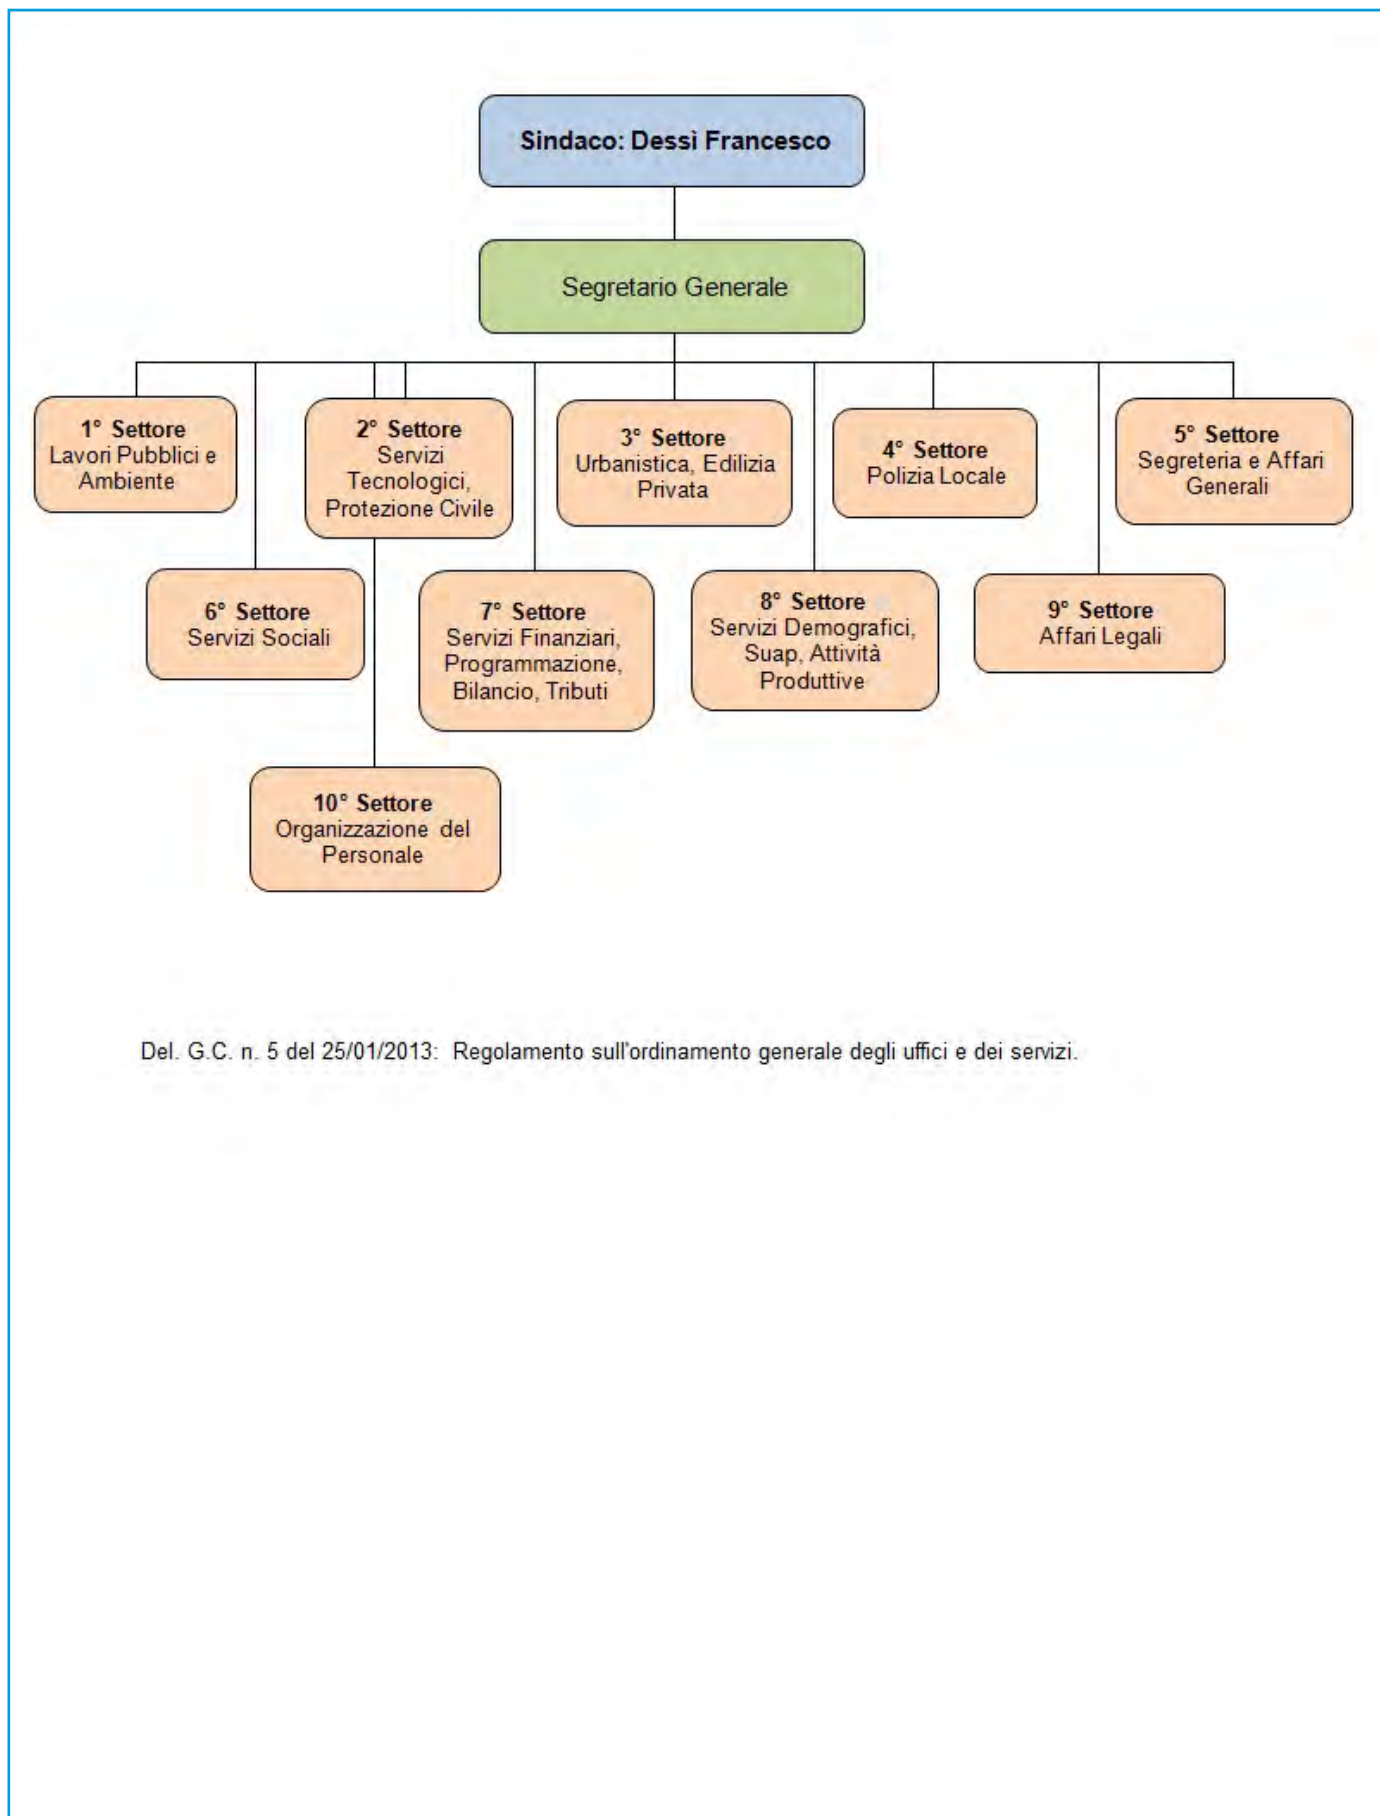 Sindaco: Dessì Francesco
Segretario Generale
1° Settore
Lavori Pubblici e
Ambiente
2° Settore
Servizi
Tecnologici,
Protezione Civile
3° Settore
Urbanistica, Edilizia
Privata
4° Settore
Polizia Locale
5° Settore
Segreteria e Affari
Generali
6° Settore
Servizi Sociali
7° Settore
Servizi Finanziari,
Programmazione,
Bilancio, Tributi
8° Settore
Servizi Demografici,
Suap, Attività
Produttive
9° Settore
Affari Legali
10° Settore
Organizzazione del
Personale
Del. G.C. n. 5 del 25/01/2013: Regolamento sull'ordinamento generale degli uffici e dei servizi.